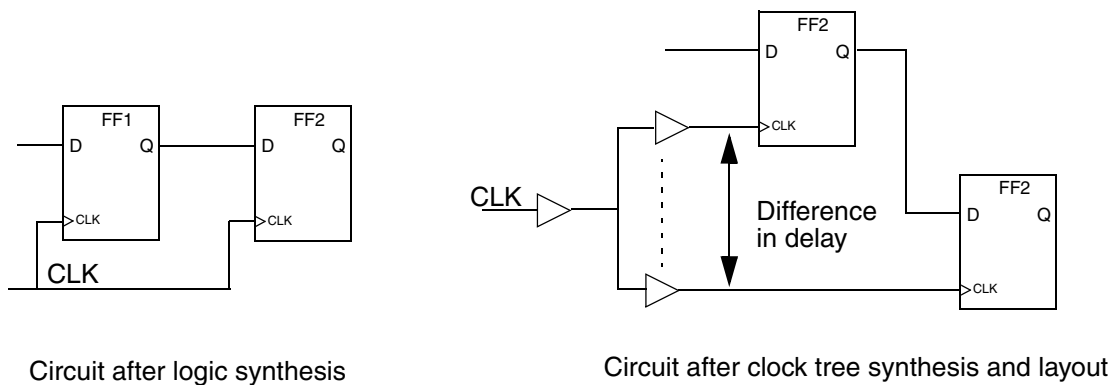 FF1
D Q
CLK
FF2
D Q
CLK
CLK
Circuit after logic synthesis
FF2
D Q
CLK
CLK
Difference
in delay
FF2
D Q
CLK
Circuit after clock tree synthesis and layout